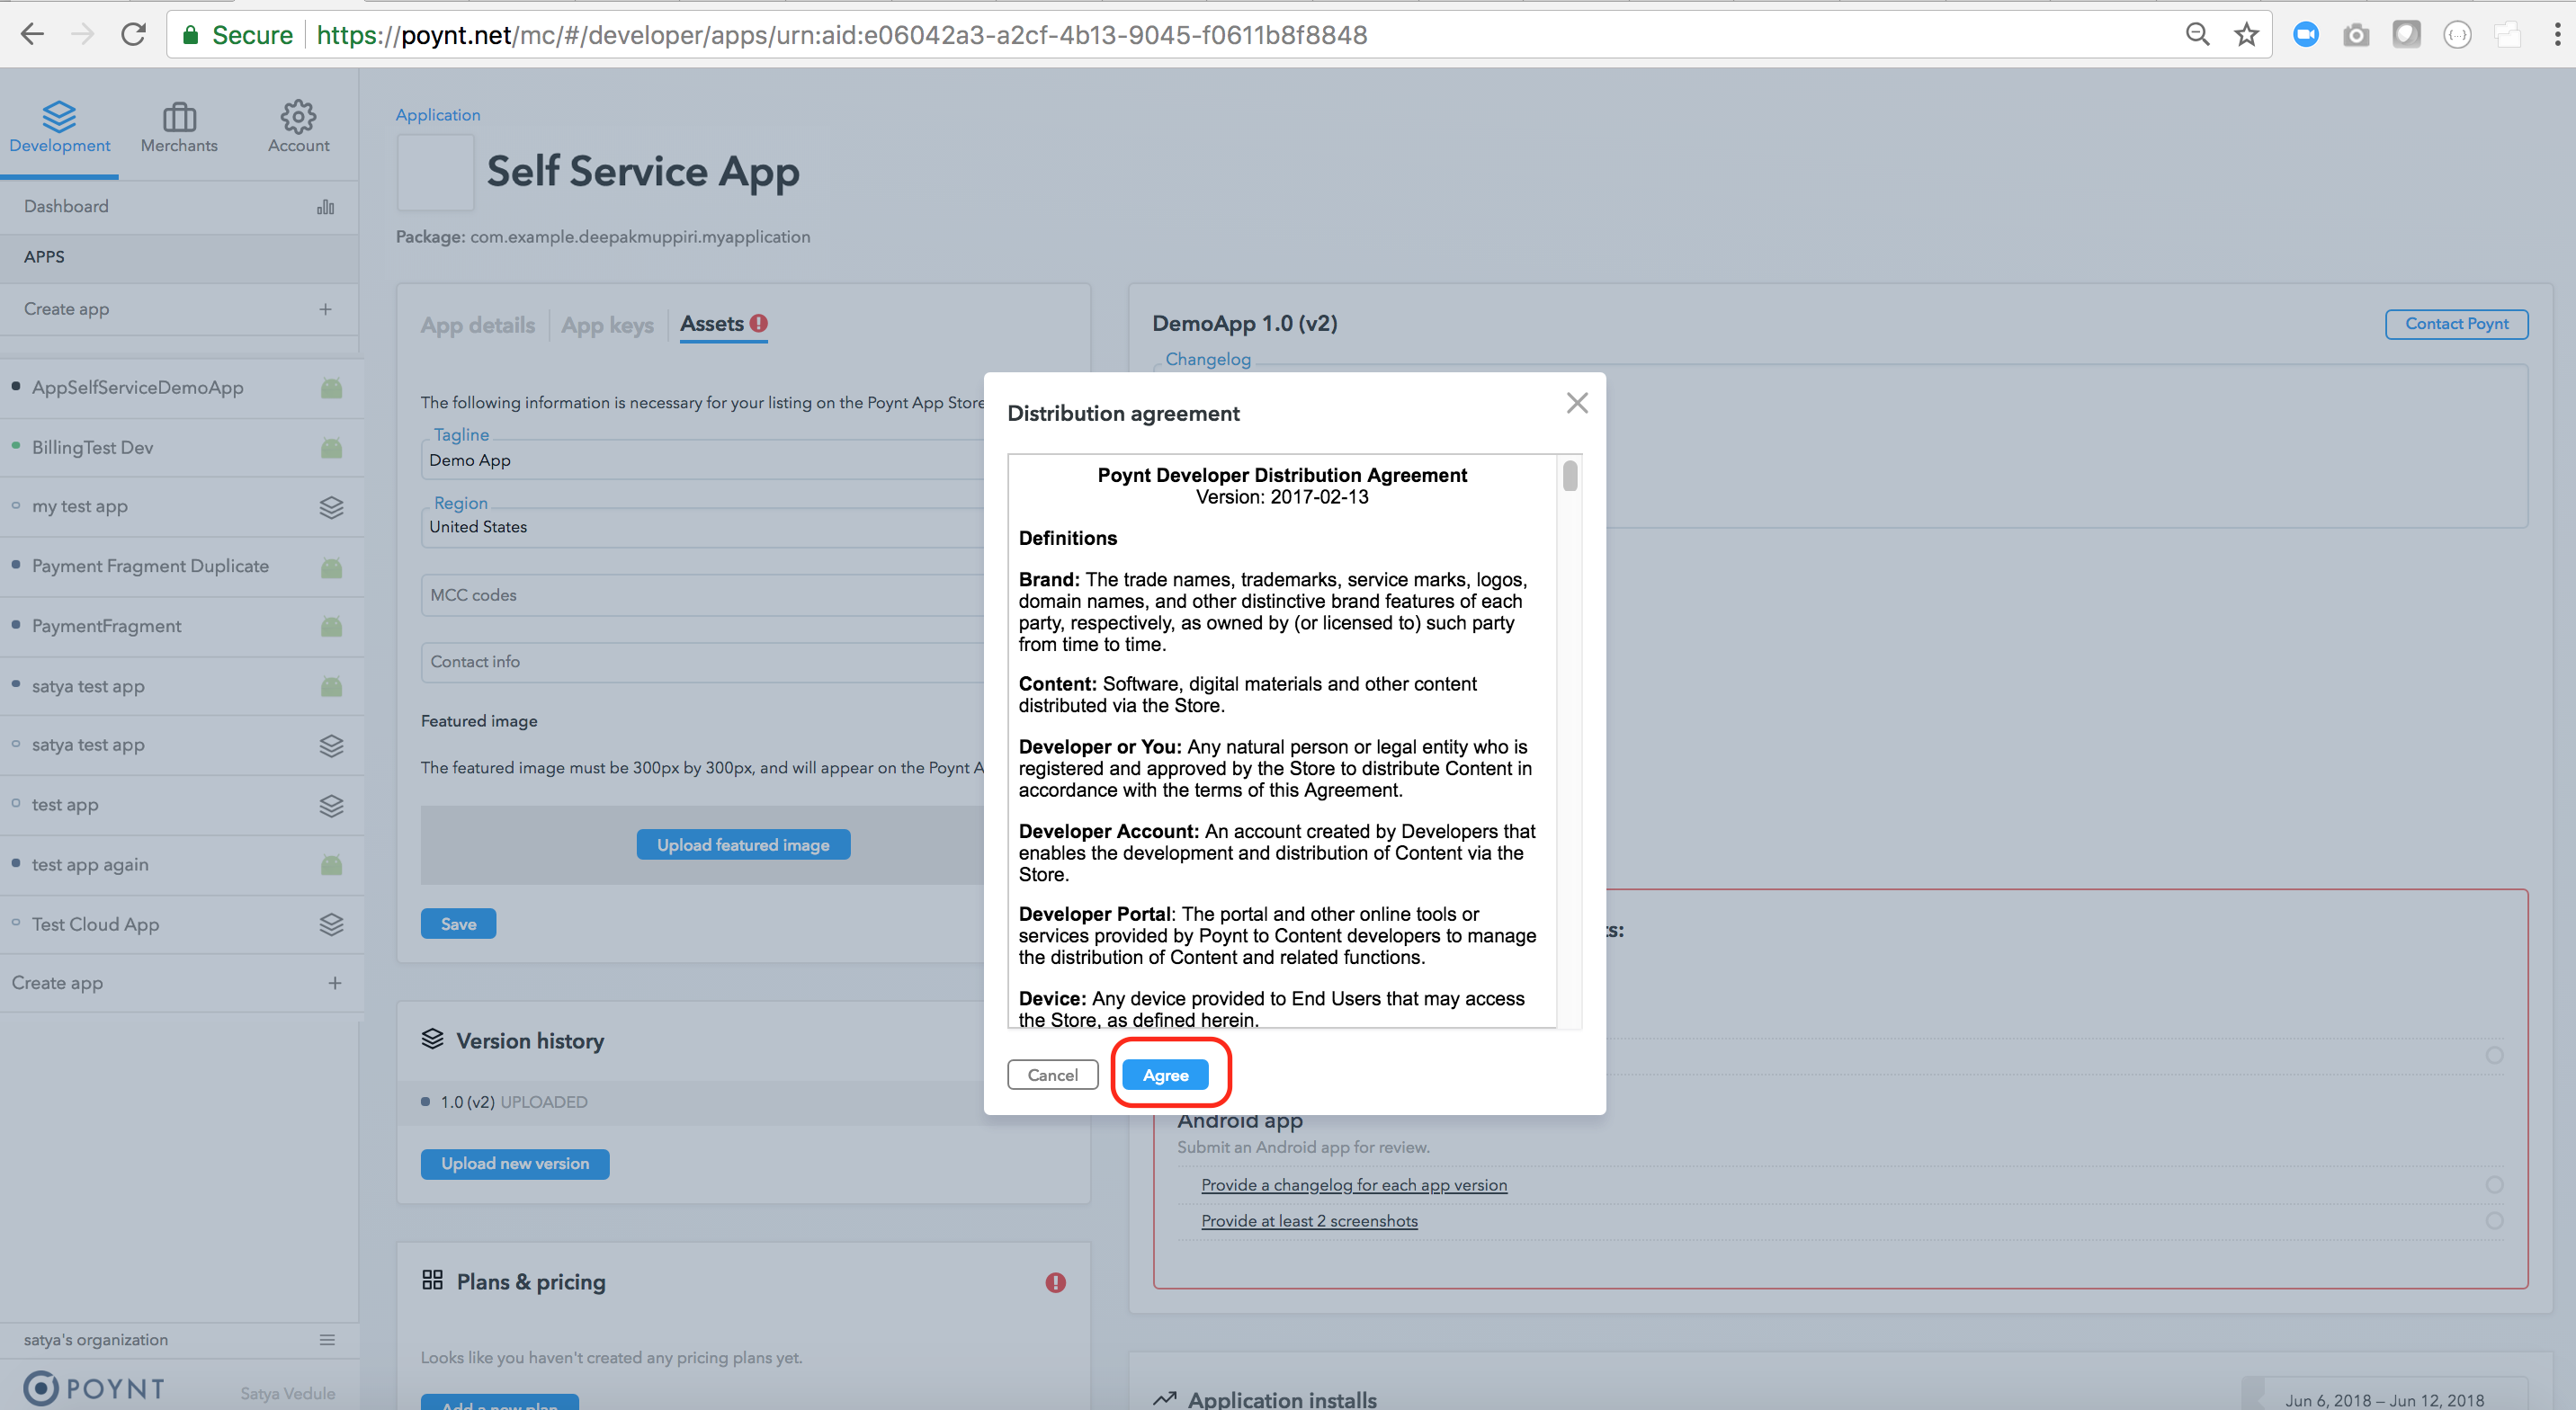 Secure https://poynt.net/mc/#/developer/apps/urn:aid:e06042a3-a2cf-4b13-9045-f0611b8f8848
Development
Merchants
Account
Dashboard
APPS
Create app
AppSelfServiceDemoApp
BillingTest Dev
my test app
Payment Fragment Duplicate
PaymentFragment
satya test app
satya test app
test app
test app again
Test Cloud App
Create app
satya's organization
POYNT
Satya Vedule
Application
Self Service App
Package: com.example.deepakmuppiri.myapplication
App details
App keys
Assets
The following information is necessary for your listing on the Poynt App Store
Tagline
Demo App
Region
United States
MCC codes
Contact info
Featured image
The featured image must be 300px by 300px, and will appear on the Poynt A
Upload featured image
Save
Version history
1.0 (v2) UPLOADED
Upload new version
Plans & pricing
Looks like you haven't created any pricing plans yet.
Add a new plan
DemoApp 1.0 (v2)
Contact Poynt
Changelog
Distribution agreement
Poynt Developer Distribution Agreement
Version: 2017-02-13
Definitions
Brand: The trade names, trademarks, service marks, logos,
domain names, and other distinctive brand features of each
party, respectively, as owned by (or licensed to) such party
from time to time.
Content: Software, digital materials and other content
distributed via the Store.
Developer or You: Any natural person or legal entity who is
registered and approved by the Store to distribute Content in
accordance with the terms of this Agreement.
Developer Account: An account created by Developers that
enables the development and distribution of Content via the
Store.
Developer Portal: The portal and other online tools or
services provided by Poynt to Content developers to manage
the distribution of Content and related functions.
Device: Any device provided to End Users that may access
the Store, as defined herein.
Cancel
Agree
ts:
Android app
Submit an Android app for review.
Provide a changelog for each app version
Provide at least 2 screenshots
Application installs
Jun 6, 2018 – Jun 12, 2018